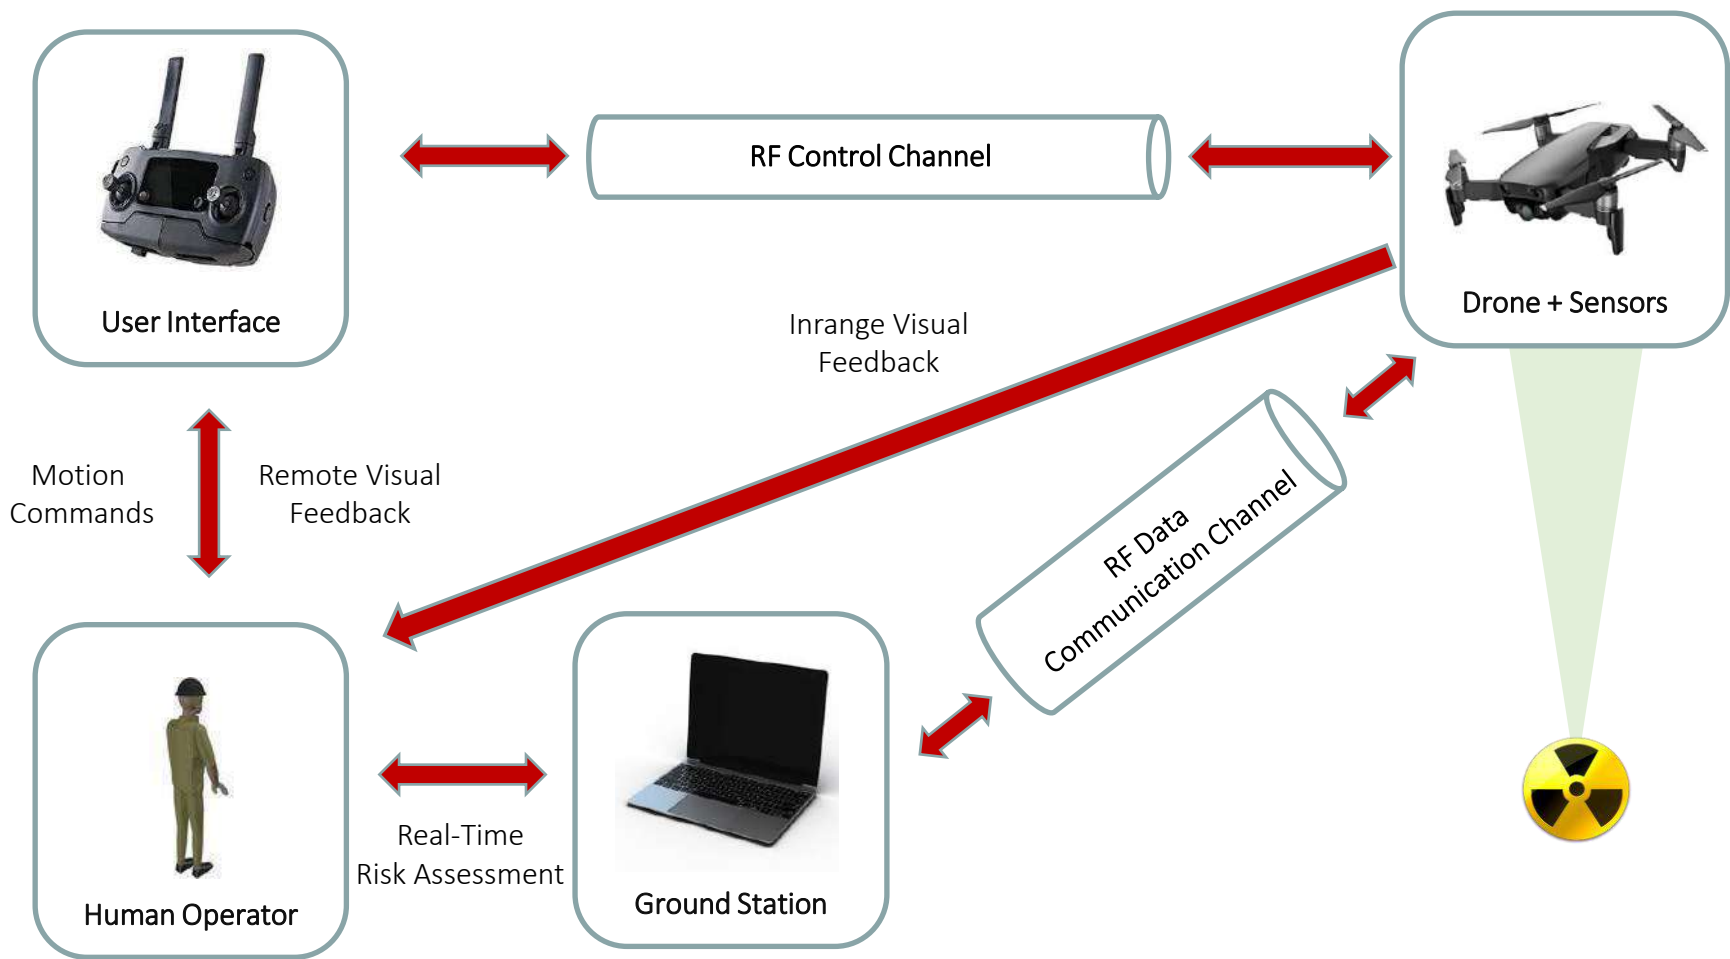 RF Control Channel
User Interface
Drone + Sensors
Inrange Visual
Feedback
Motion
Commands
Remote Visual
Feedback
RF Data
Communication Channel
Real-Time
Risk Assessment
Human Operator
Ground Station